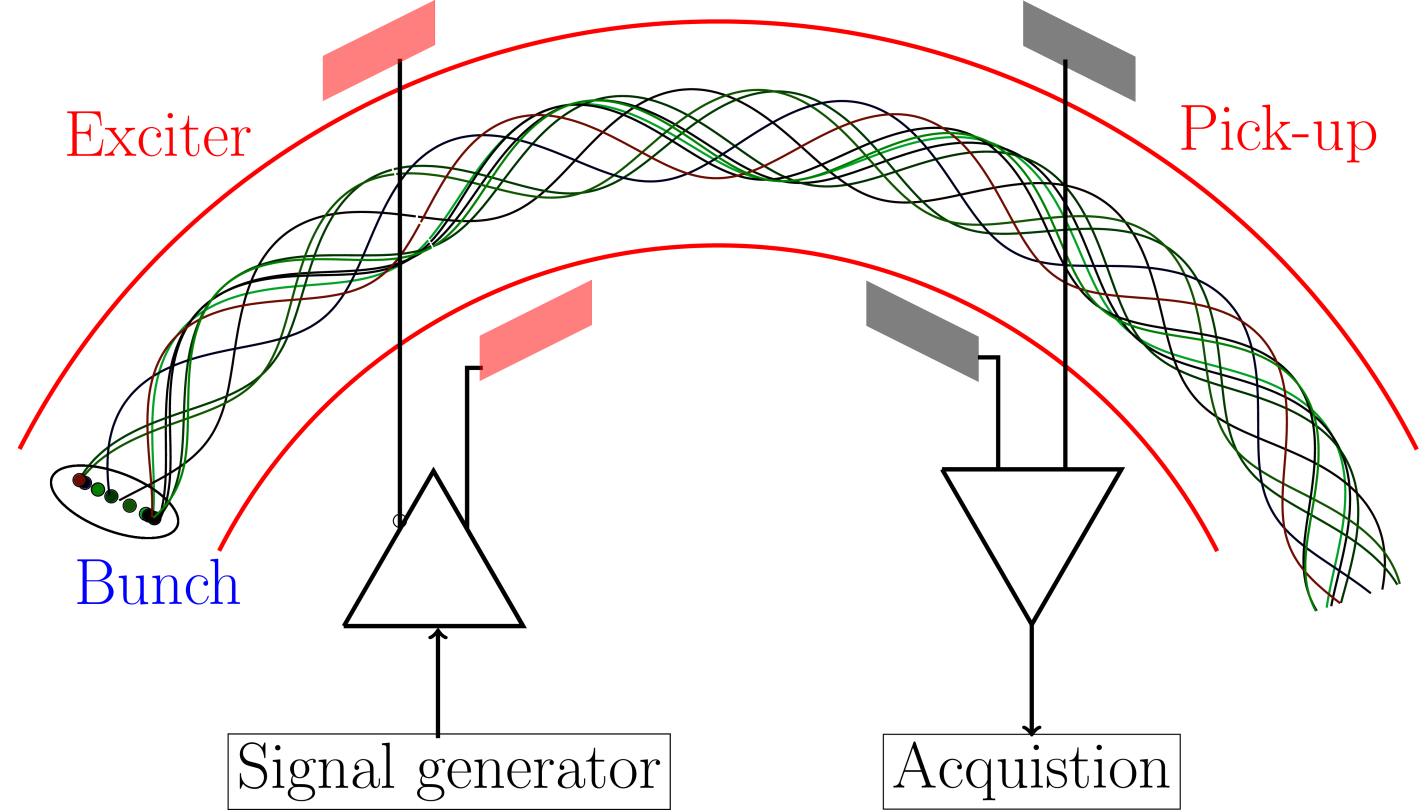 Exciter
Pick-up
Bunch
Signal generator
Acquistion